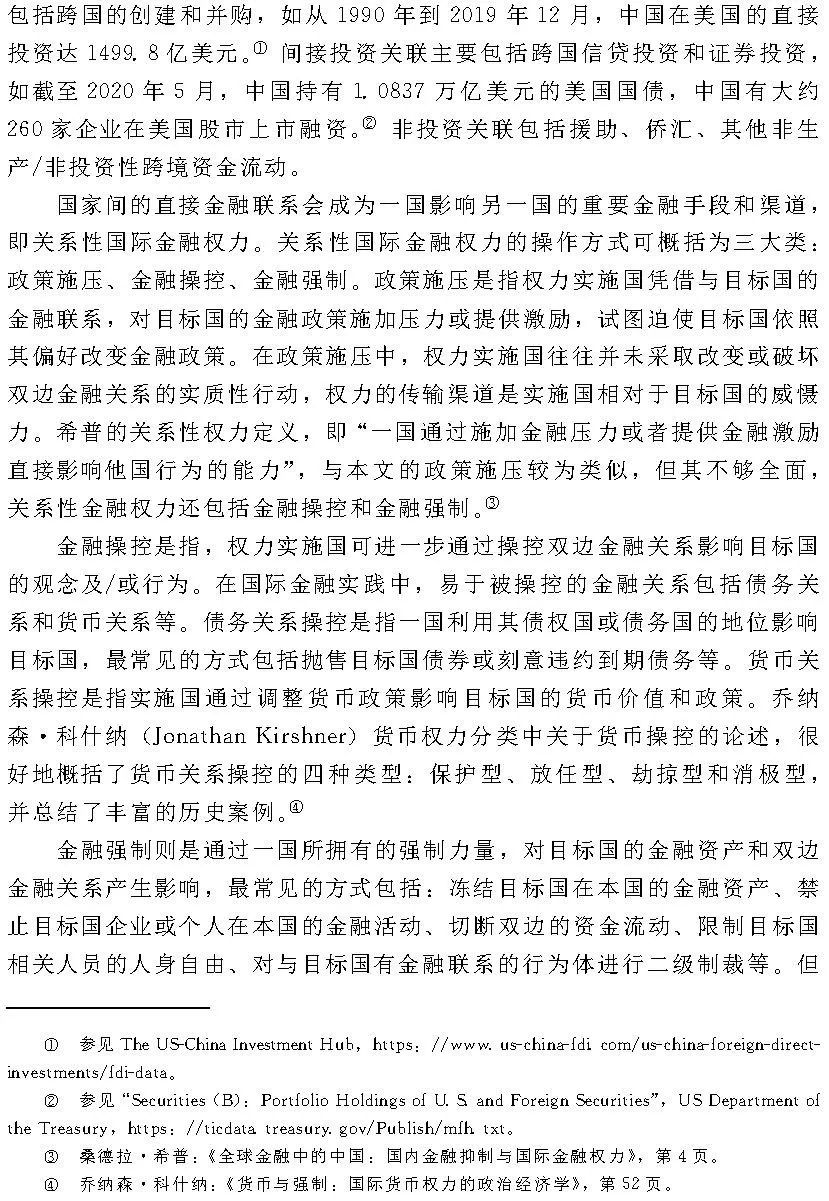 包括跨国的创建和并购，如从 1990 年到 2019 年 12 月，中国在美国的直接
投资达 1499.8 亿美元。① 间接投资关联主要包括跨国信贷投资和证券投资，
如截至 2020 年 5 月，中国持有 1.0837 万亿美元的美国国债，中国有大约
260 家企业在美国股市上市融资。② 非投资关联包括援助、侨汇、其他非生
产/非投资性跨境资金流动。
国家间的直接金融联系会成为一国影响另一国的重要金融手段和渠道，
即关系性国际金融权力。关系性国际金融权力的操作方式可概括为三大类：
政策施压、金融操控、金融强制。政策施压是指权力实施国凭借与目标国的
金融联系，对目标国的金融政策施加压力或提供激励，试图迫使目标国依照
其偏好改变金融政策。在政策施压中，权力实施国往往并未采取改变或破坏
双边金融关系的实质性行动，权力的传输渠道是实施国相对于目标国的威慑
力。希普的关系性权力定义，即“一国通过施加金融压力或者提供金融激励
直接影响他国行为的能力”，与本文的政策施压较为类似，但其不够全面，
关系性金融权力还包括金融操控和金融强制。③
金融操控是指，权力实施国可进一步通过操控双边金融关系影响目标国
的观念及/或行为。在国际金融实践中，易于被操控的金融关系包括债务关
系和货币关系等。债务关系操控是指一国利用其债权国或债务国的地位影响
目标国，最常见的方式包括抛售目标国债券或刻意违约到期债务等。货币关
系操控是指实施国通过调整货币政策影响目标国的货币价值和政策。乔纳
森·科什纳（Jonathan Kirshner）货币权力分类中关于货币操控的论述，很
好地概括了货币关系操控的四种类型：保护型、放任型、劫掠型和消极型，
并总结了丰富的历史案例。④
金融强制则是通过一国所拥有的强制力量，对目标国的金融资产和双边
金融关系产生影响，最常见的方式包括：冻结目标国在本国的金融资产、禁
止目标国企业或个人在本国的金融活动、切断双边的资金流动、限制目标国
相关人员的人身自由、对与目标国有金融联系的行为体进行二级制裁等。但
① 参见 The US-China Investment Hub，https：//www.us-china-fdi.com/us-china-foreign-direct-
investments/fdi-data。
② 参见 “Securities（B）：Portfolio Holdings of U.S. and Foreign Securities”，US Department of
the Treasury，https：//ticdata.treasury.gov/Publish/mfh.txt。
③ 桑德拉·希普：《全球金融中的中国：国内金融抑制与国际金融权力》，第 4 页。
④ 乔纳森·科什纳：《货币与强制：国际货币权力的政治经济学》，第 52 页。